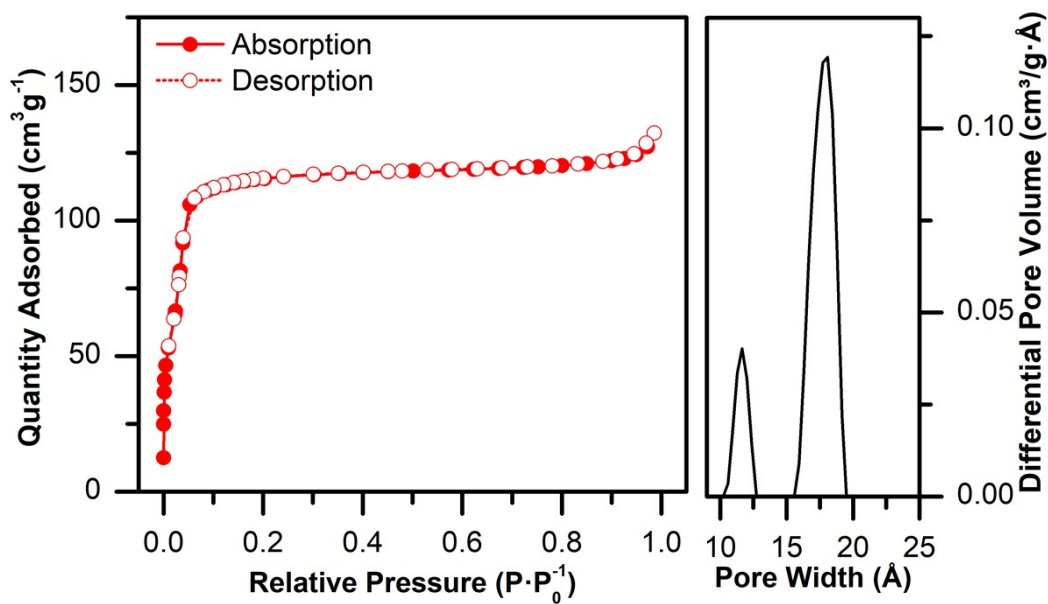 Absorption
Desorption
Quantity Adsorbed (cm³g⁻¹)
150
100
50
0
0.0 0.2 0.4 0.6 0.8 1.0
Relative Pressure (P·P₀⁻¹)
Differential Pore Volume (cm³/g·Å)
0.10
0.05
0.00
10 15 20 25
Pore Width (Å)